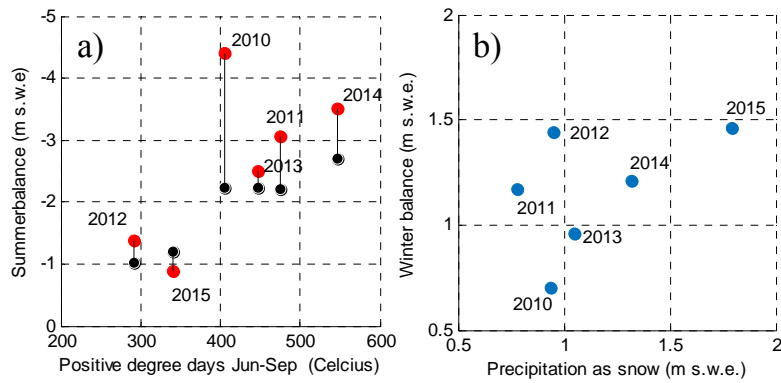 a)
Summerbalance (m s.w.e)
-5
-4
-3
-2
-1
0
2010
2014
2011
2013
2012
2015
200 300 400 500 600
Positive degree days Jun-Sep (Celcius)
b)
Winter balance (m s.w.e.)
2
1.5
1
0.5
2015
2012
2014
2011
2013
2010
0.5 1 1.5 2
Precipitation as snow (m s.w.e.)